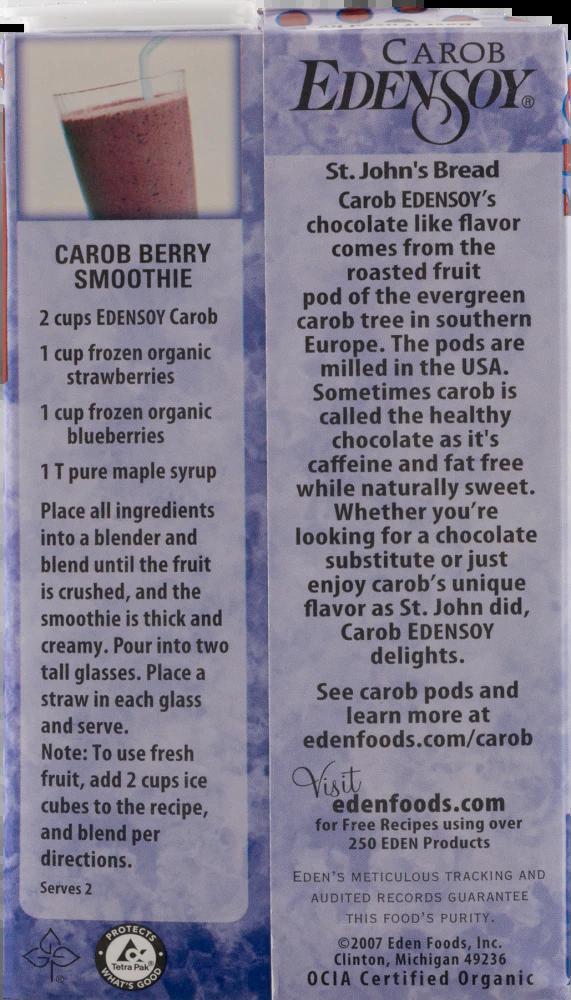 CAROB BERRY
SMOOTHIE
2 cups EDENSOY Carob
1 cup frozen organic
strawberries
1 cup frozen organic
blueberries
1 T pure maple syrup
Place all ingredients
into a blender and
blend until the fruit
is crushed, and the
smoothie is thick and
creamy. Pour into two
tall glasses. Place a
straw in each glass
and serve.
Note: To use fresh
fruit, add 2 cups ice
cubes to the recipe,
and blend per
directions.
Serves 2
PROTECTS
Tetra Pak®
WHAT'S GOOD
CAROB
EDENSOY®
St. John's Bread
Carob EDENSOY's
chocolate like flavor
comes from the
roasted fruit
pod of the evergreen
carob tree in southern
Europe. The pods are
milled in the USA.
Sometimes carob is
called the healthy
chocolate as it's
caffeine and fat free
while naturally sweet.
Whether you're
looking for a chocolate
substitute or just
enjoy carob's unique
flavor as St. John did,
Carob EDENSOY
delights.
See carob pods and
learn more at
edenfoods.com/carob
Visit
edenfoods.com
for Free Recipes using over
250 EDEN Products
EDEN'S METICULOUS TRACKING AND
AUDITED RECORDS GUARANTEE
THIS FOOD'S PURITY.
©2007 Eden Foods, Inc.
Clinton, Michigan 49236
OCIA Certified Organic